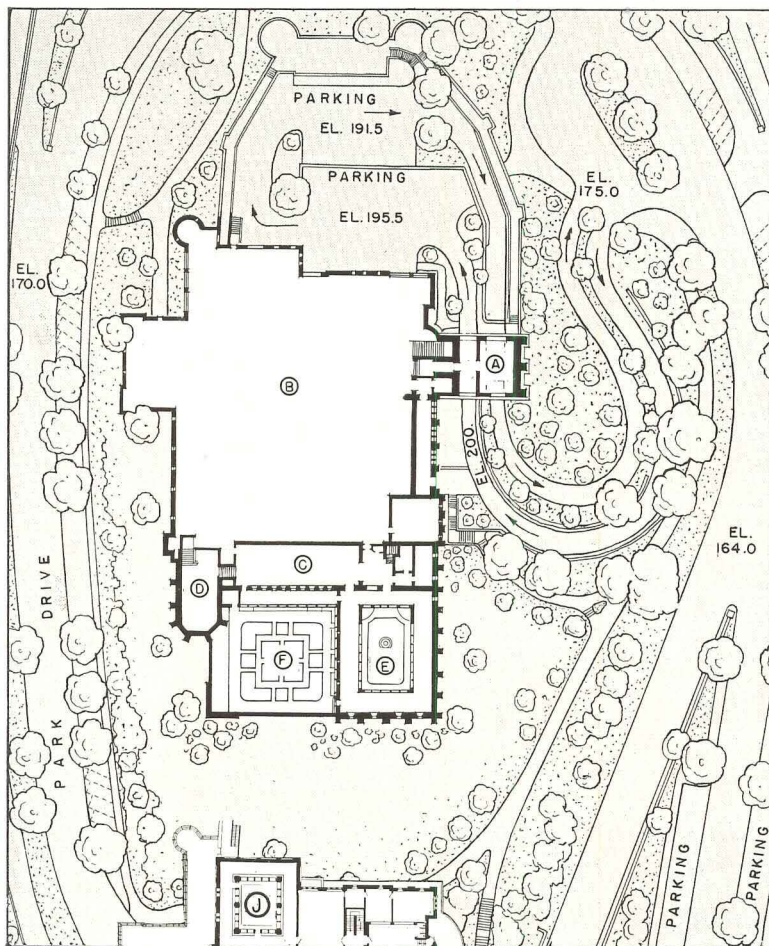 PARKING
EL. 191.5
PARKING
EL. 195.5
EL.
175.0
EL.
170.0
A
B
EL. 200.
EL.
164.0
C
D
F
E
PARK DRIVE
J
PARKING
PARKING